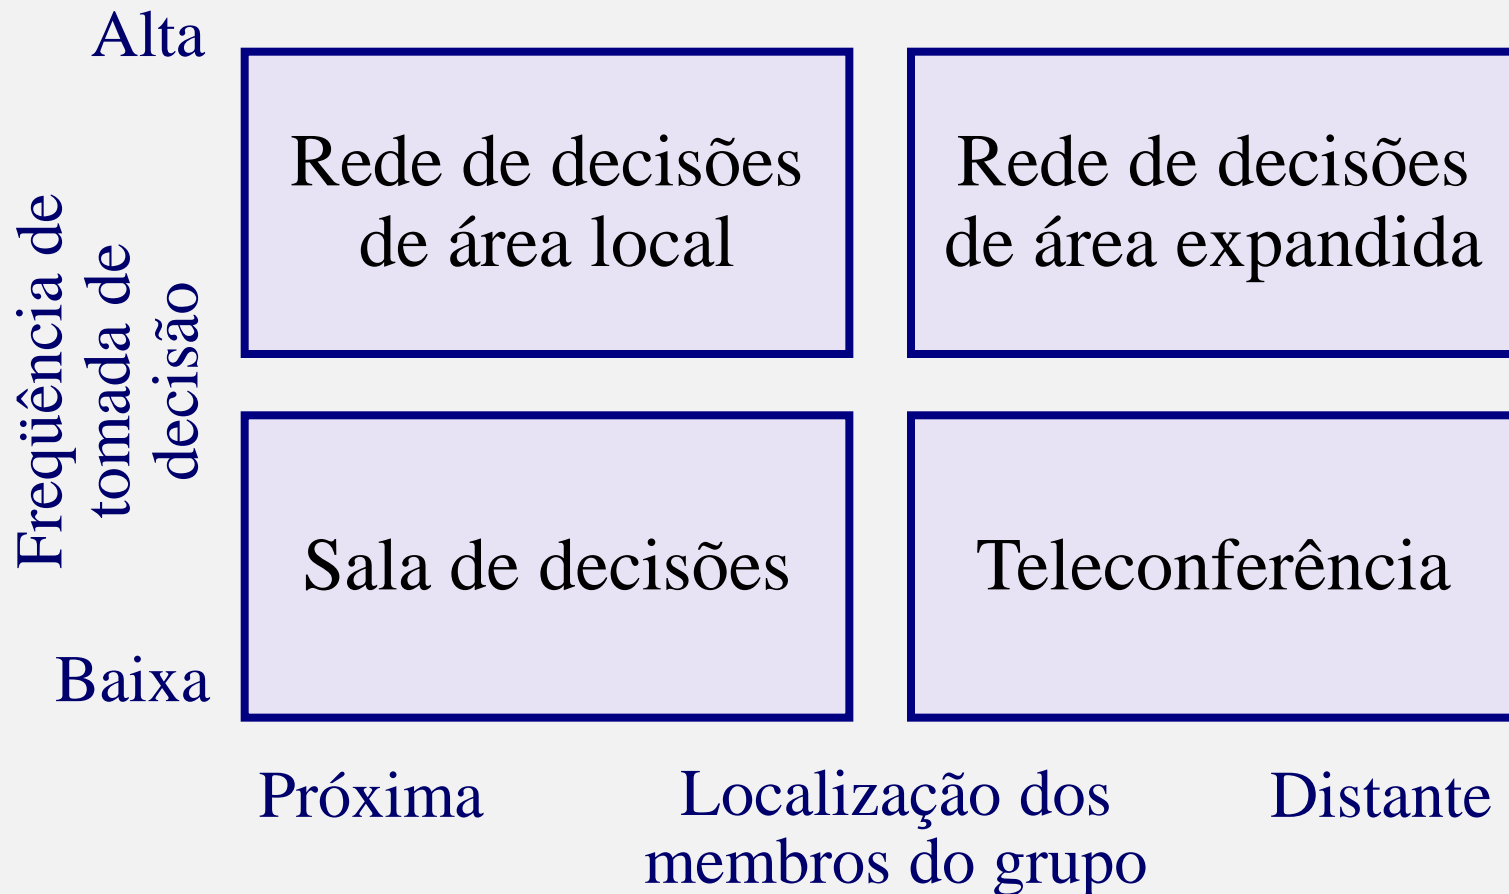 Alta
Freqüência de
tomada de
decisão
Baixa
Rede de decisões
de área local
Rede de decisões
de área expandida
Sala de decisões
Teleconferência
Próxima
Localização dos
membros do grupo
Distante